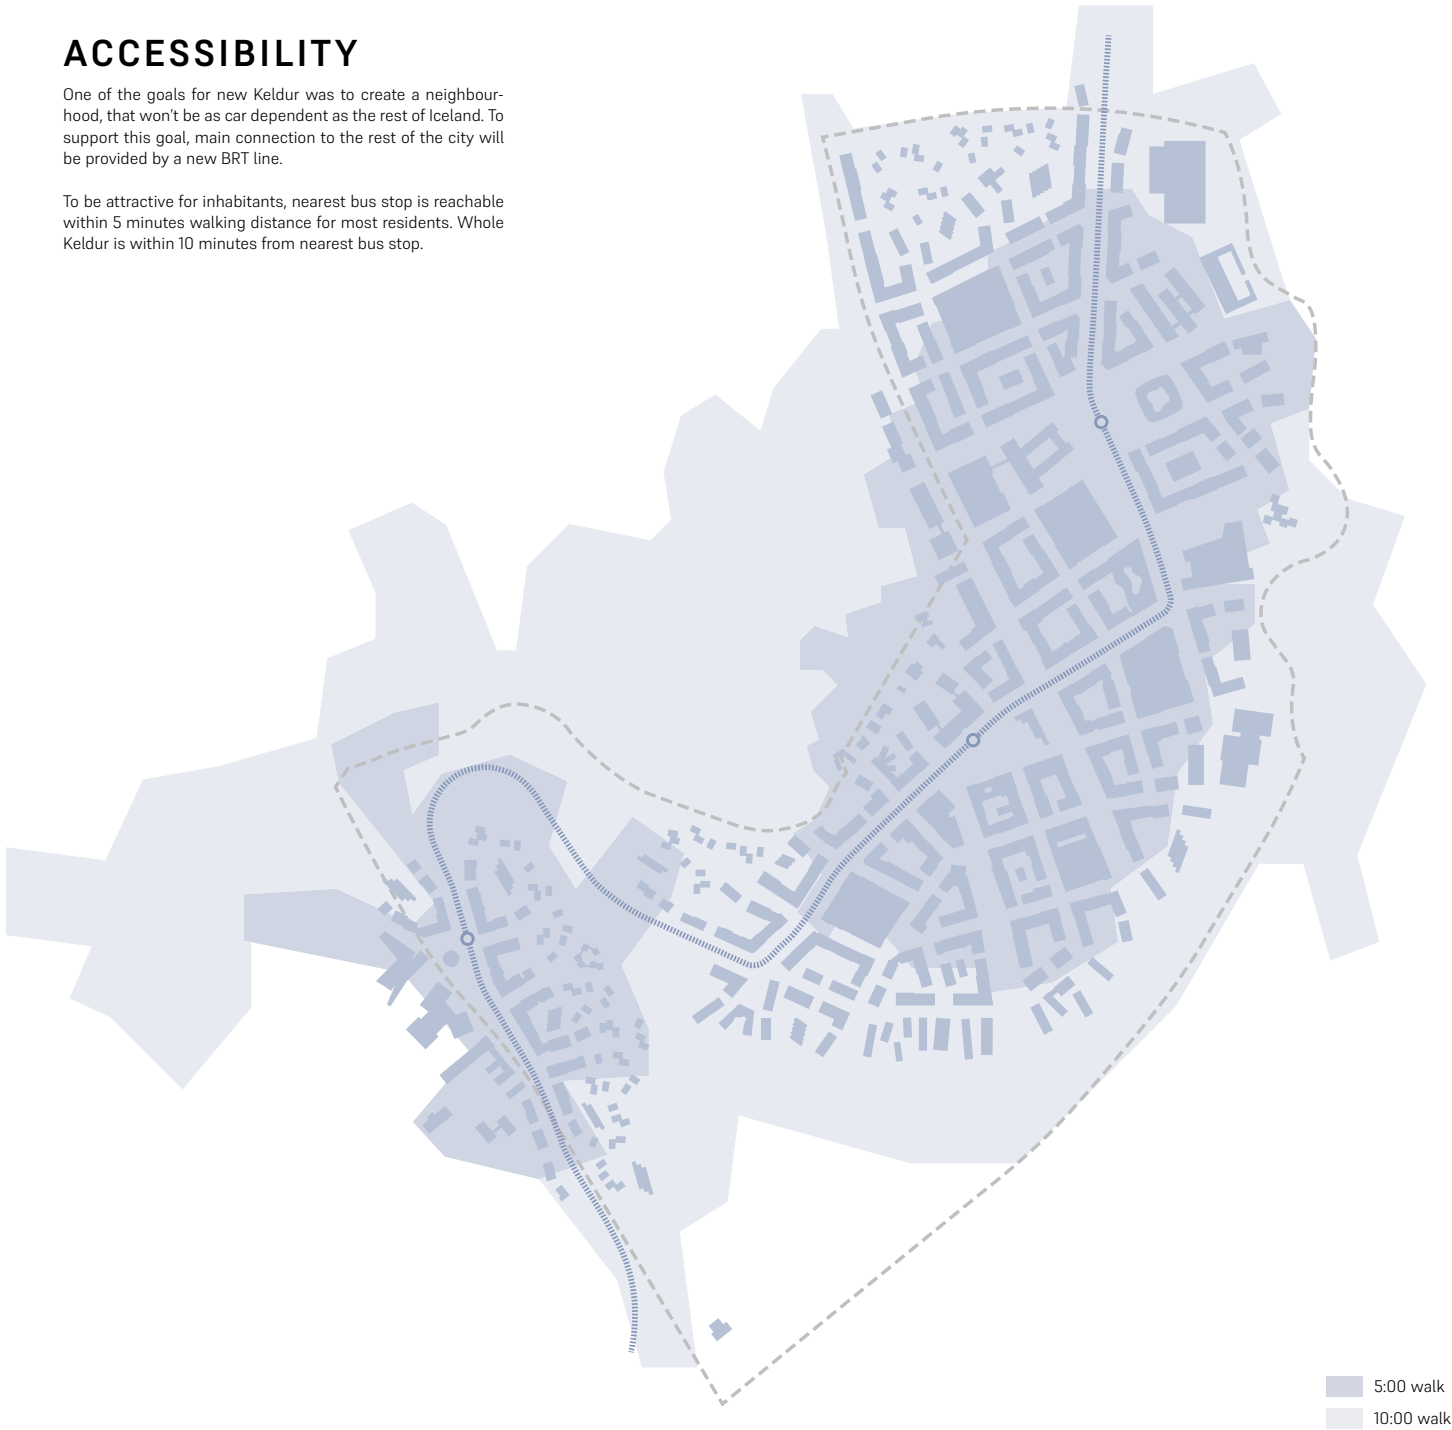 ACCESSIBILITY
One of the goals for new Keldur was to create a neighbour-
hood, that won't be as car dependent as the rest of Iceland. To
support this goal, main connection to the rest of the city will
be provided by a new BRT line.
To be attractive for inhabitants, nearest bus stop is reachable
within 5 minutes walking distance for most residents. Whole
Keldur is within 10 minutes from nearest bus stop.
5:00 walk
10:00 walk